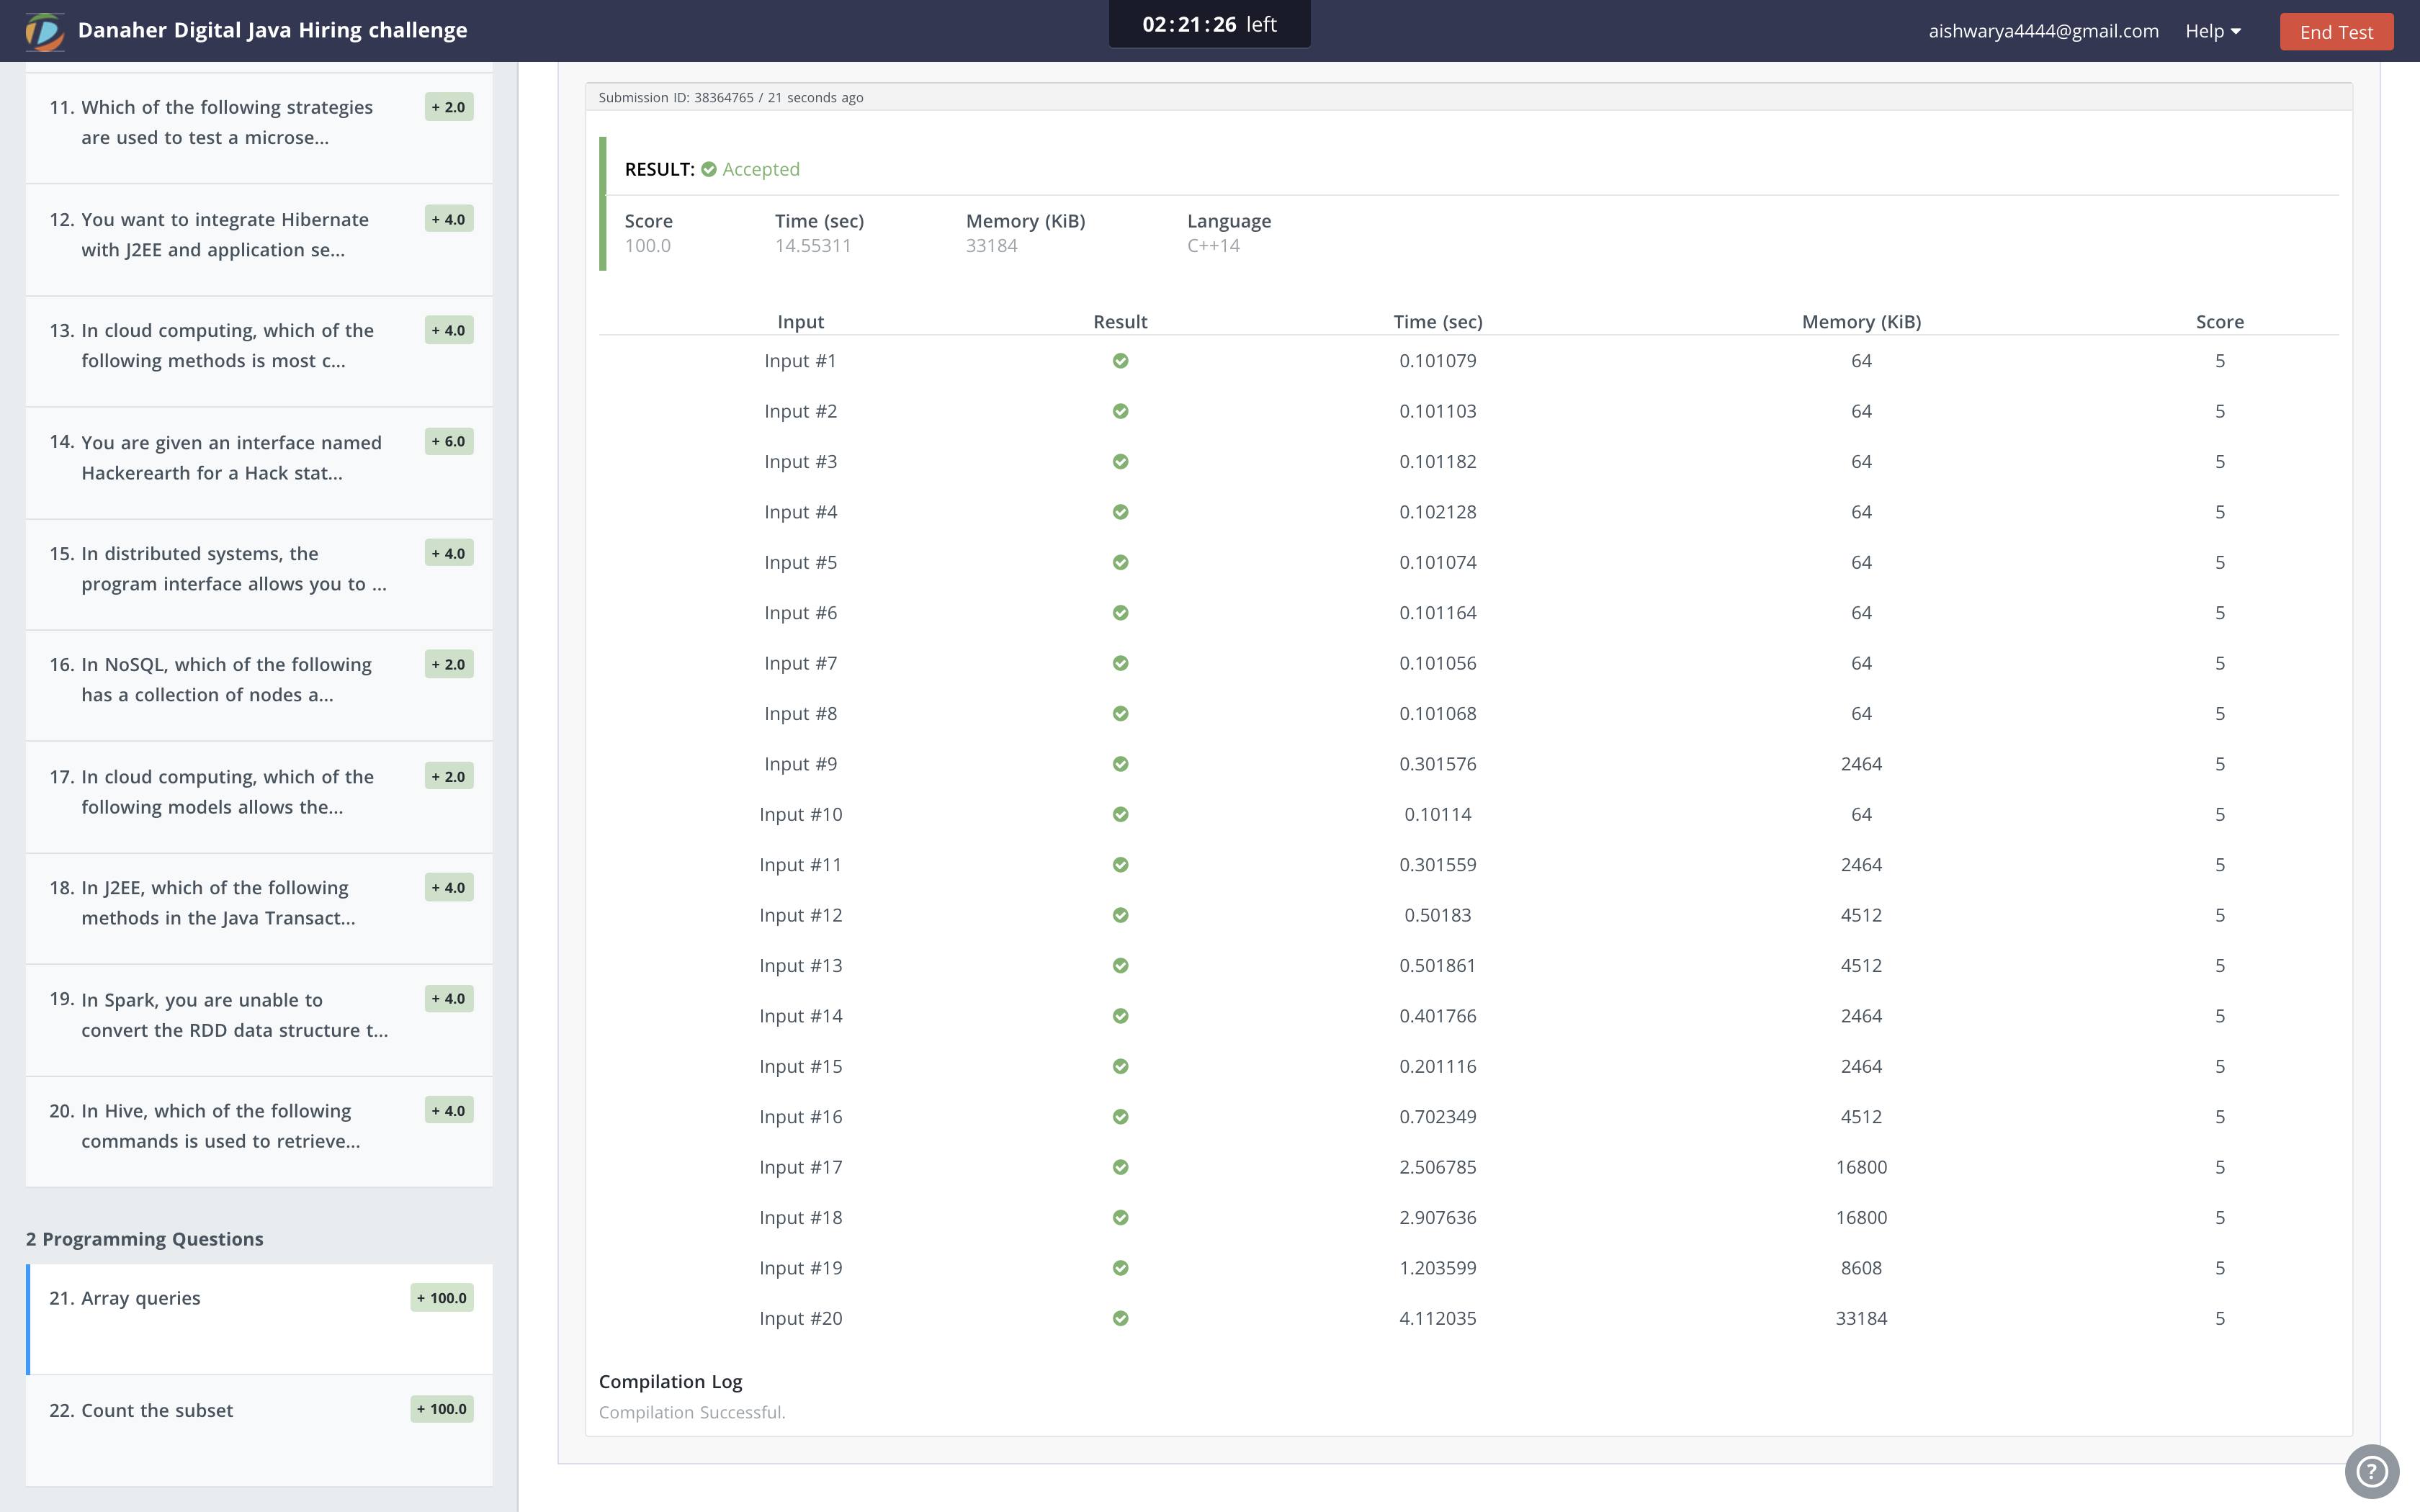 Danaher Digital Java Hiring challenge
02:21:26 left
aishwarya4444@gmail.com
Help
End Test
11. Which of the following strategies + 2.0
are used to test a microse...
12. You want to integrate Hibernate + 4.0
with J2EE and application se...
13. In cloud computing, which of the + 4.0
following methods is most c...
14. You are given an interface named + 6.0
Hackerearth for a Hack stat...
15. In distributed systems, the + 4.0
program interface allows you to ...
16. In NoSQL, which of the following + 2.0
has a collection of nodes a...
17. In cloud computing, which of the + 2.0
following models allows the...
18. In J2EE, which of the following + 4.0
methods in the Java Transact...
19. In Spark, you are unable to + 4.0
convert the RDD data structure t...
20. In Hive, which of the following + 4.0
commands is used to retrieve...
2 Programming Questions
21. Array queries + 100.0
22. Count the subset + 100.0
Submission ID: 38364765 / 21 seconds ago
RESULT: Accepted
Score Time (sec) Memory (KiB) Language
100.0 14.55311 33184 C++14
Input Result Time (sec) Memory (KiB) Score
Input #1 0.101079 64 5
Input #2 0.101103 64 5
Input #3 0.101182 64 5
Input #4 0.102128 64 5
Input #5 0.101074 64 5
Input #6 0.101164 64 5
Input #7 0.101056 64 5
Input #8 0.101068 64 5
Input #9 0.301576 2464 5
Input #10 0.10114 64 5
Input #11 0.301559 2464 5
Input #12 0.50183 4512 5
Input #13 0.501861 4512 5
Input #14 0.401766 2464 5
Input #15 0.201116 2464 5
Input #16 0.702349 4512 5
Input #17 2.506785 16800 5
Input #18 2.907636 16800 5
Input #19 1.203599 8608 5
Input #20 4.112035 33184 5
Compilation Log
Compilation Successful.
?